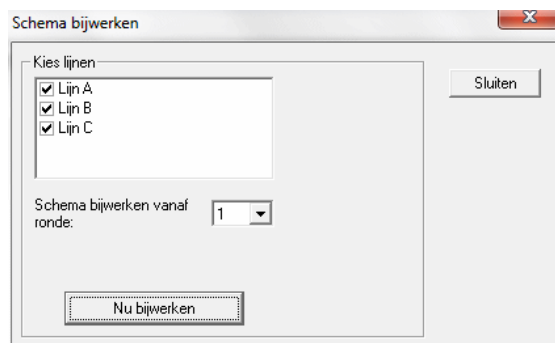 Schema bijwerken
Kies lijnen
Lijn A
Lijn B
Lijn C
Sluiten
Schema bijwerken vanaf
ronde:
1
Nu bijwerken